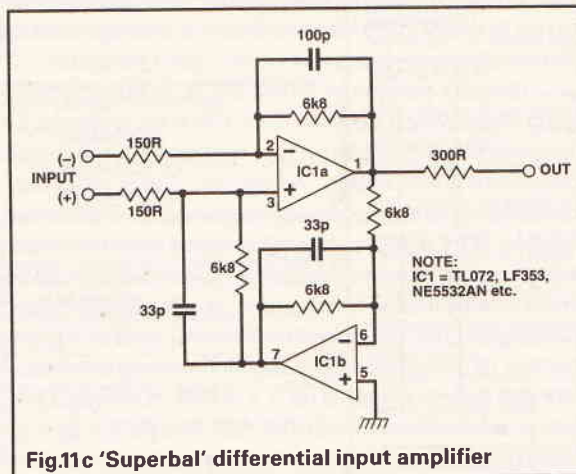 100p
6k8
150R
(–)
2
–
INPUT
IC1a
1
300R
OUT
(+)
150R
3
+
6k8
33p
6k8
6k8
33p
NOTE:
IC1 = TL072, LF353,
NE5532AN etc.
7
–
6
IC1b
+
5
Fig.11c 'Superbal' differential input amplifier